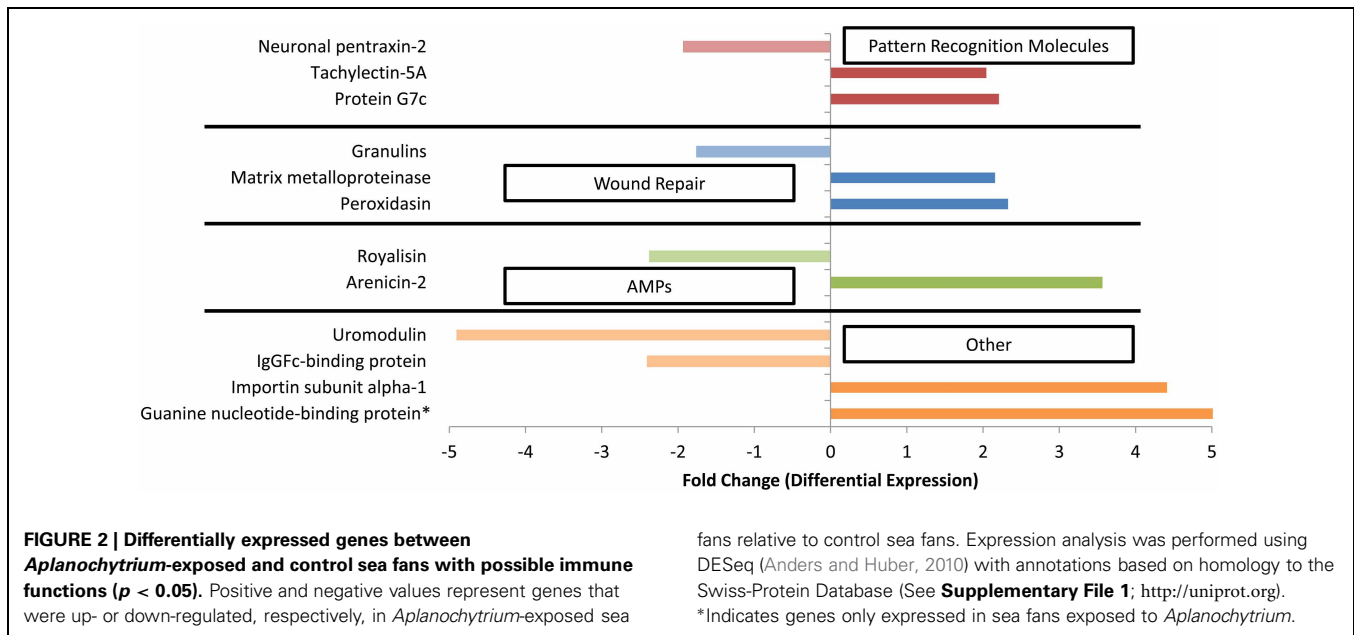 Neuronal pentraxin-2
Pattern Recognition Molecules
Tachylectin-5A
Protein G7c
Granulins
Matrix metalloproteinase
Wound Repair
Peroxidasin
Royalisin
Arenicin-2
AMPs
Uromodulin
Other
IgGFc-binding protein
Importin subunit alpha-1
Guanine nucleotide-binding protein*
-5 -4 -3 -2 -1 0 1 2 3 4 5
Fold Change (Differential Expression)
FIGURE 2 | Differentially expressed genes between
Aplanochytrium-exposed and control sea fans with possible immune
functions (p < 0.05). Positive and negative values represent genes that
were up- or down-regulated, respectively, in Aplanochytrium-exposed sea
fans relative to control sea fans. Expression analysis was performed using
DESeq (Anders and Huber, 2010) with annotations based on homology to the
Swiss-Protein Database (See Supplementary File 1; http://uniprot.org).
*Indicates genes only expressed in sea fans exposed to Aplanochytrium.